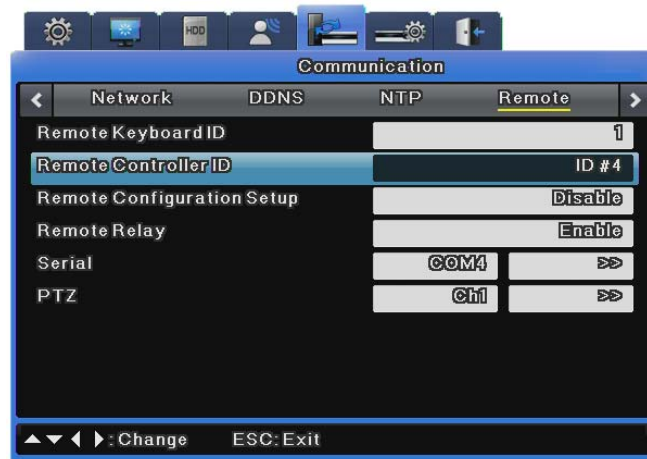 HDD
Communication
Network DDNS NTP Remote
Remote Keyboard ID 1
Remote Controller ID ID #4
Remote Configuration Setup Disable
Remote Relay Enable
Serial COM4 >>
PTZ Ch1 >>
:Change ESC:Exit